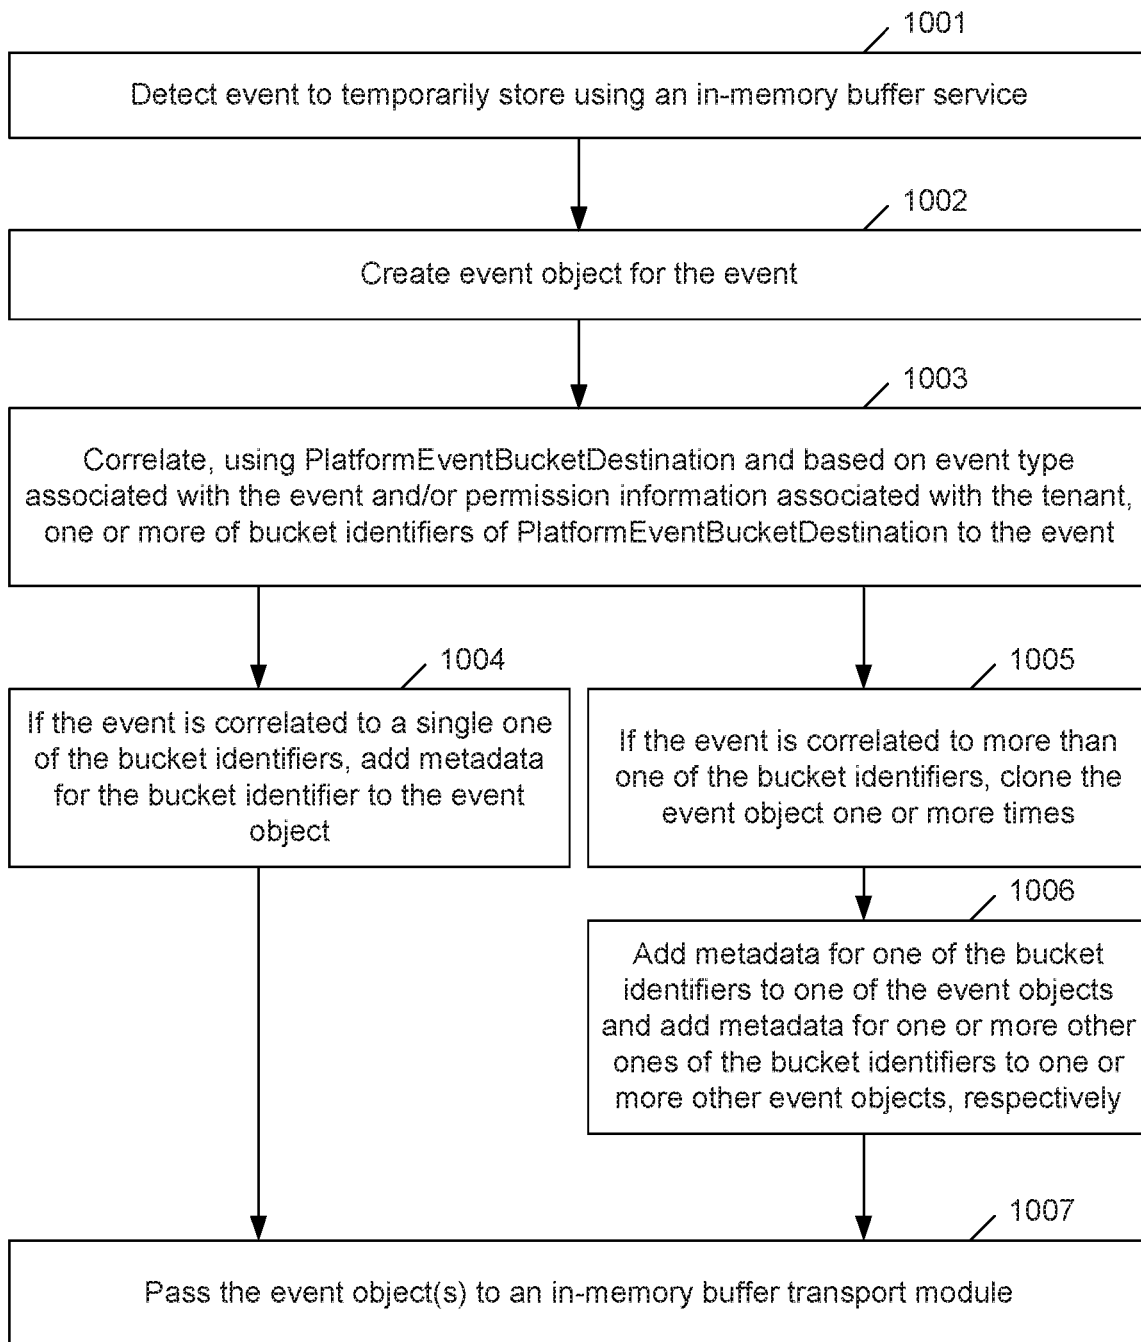 1001
Detect event to temporarily store using an in-memory buffer service
1002
Create event object for the event
1003
Correlate, using PlatformEventBucketDestination and based on event type
associated with the event and/or permission information associated with the tenant,
one or more of bucket identifiers of PlatformEventBucketDestination to the event
1004
If the event is correlated to a single one
of the bucket identifiers, add metadata
for the bucket identifier to the event
object
1005
If the event is correlated to more than
one of the bucket identifiers, clone the
event object one or more times
1006
Add metadata for one of the bucket
identifiers to one of the event objects
and add metadata for one or more other
ones of the bucket identifiers to one or
more other event objects, respectively
1007
Pass the event object(s) to an in-memory buffer transport module